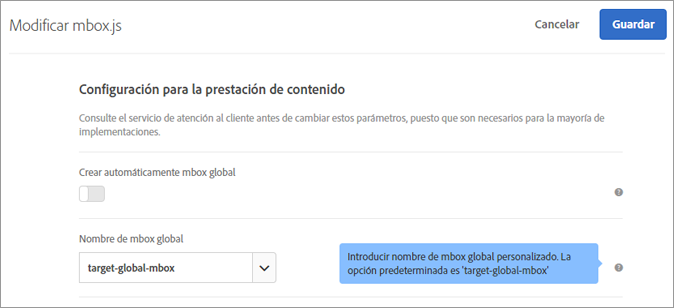 Modificar mbox.js
Cancelar
Guardar
Configuración para la prestación de contenido
Consulte el servicio de atención al cliente antes de cambiar estos parámetros, puesto que son necesarios para la mayoría de
implementaciones.
Crear automáticamente mbox global
?
Nombre de mbox global
target-global-mbox
Introducir nombre de mbox global personalizado. La
opción predeterminada es 'target-global-mbox'
?